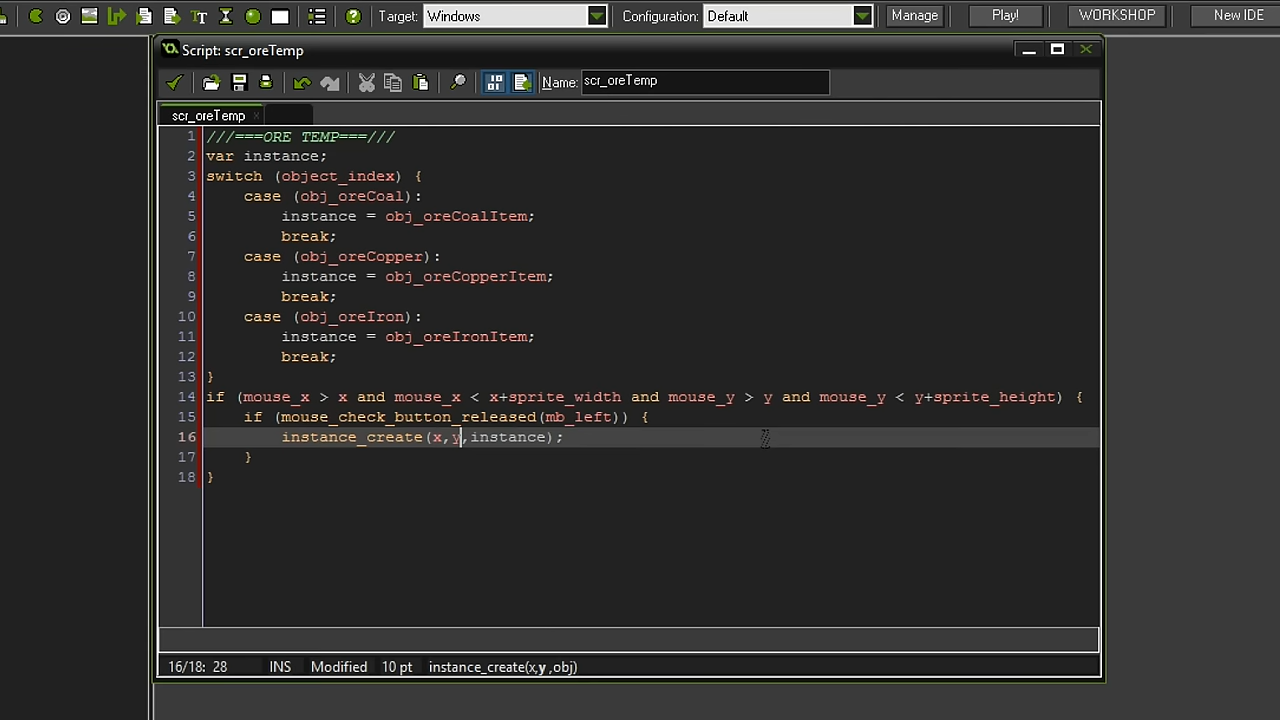 Target: Windows Configuration: Default Manage Play! WORKSHOP New IDE
Script: scr_oreTemp
Name: scr_oreTemp
scr_oreTemp ×
1 ///===ORE TEMP===///
2 var instance;
3 switch (object_index) {
4 case (obj_oreCoal):
5 instance = obj_oreCoalItem;
6 break;
7 case (obj_oreCopper):
8 instance = obj_oreCopperItem;
9 break;
10 case (obj_oreIron):
11 instance = obj_oreIronItem;
12 break;
13 }
14 if (mouse_x > x and mouse_x < x+sprite_width and mouse_y > y and mouse_y < y+sprite_height) {
15 if (mouse_check_button_released(mb_left)) {
16 instance_create(x,y,instance);
17 }
18 }
16/18: 28 INS Modified 10 pt instance_create(x,y ,obj)